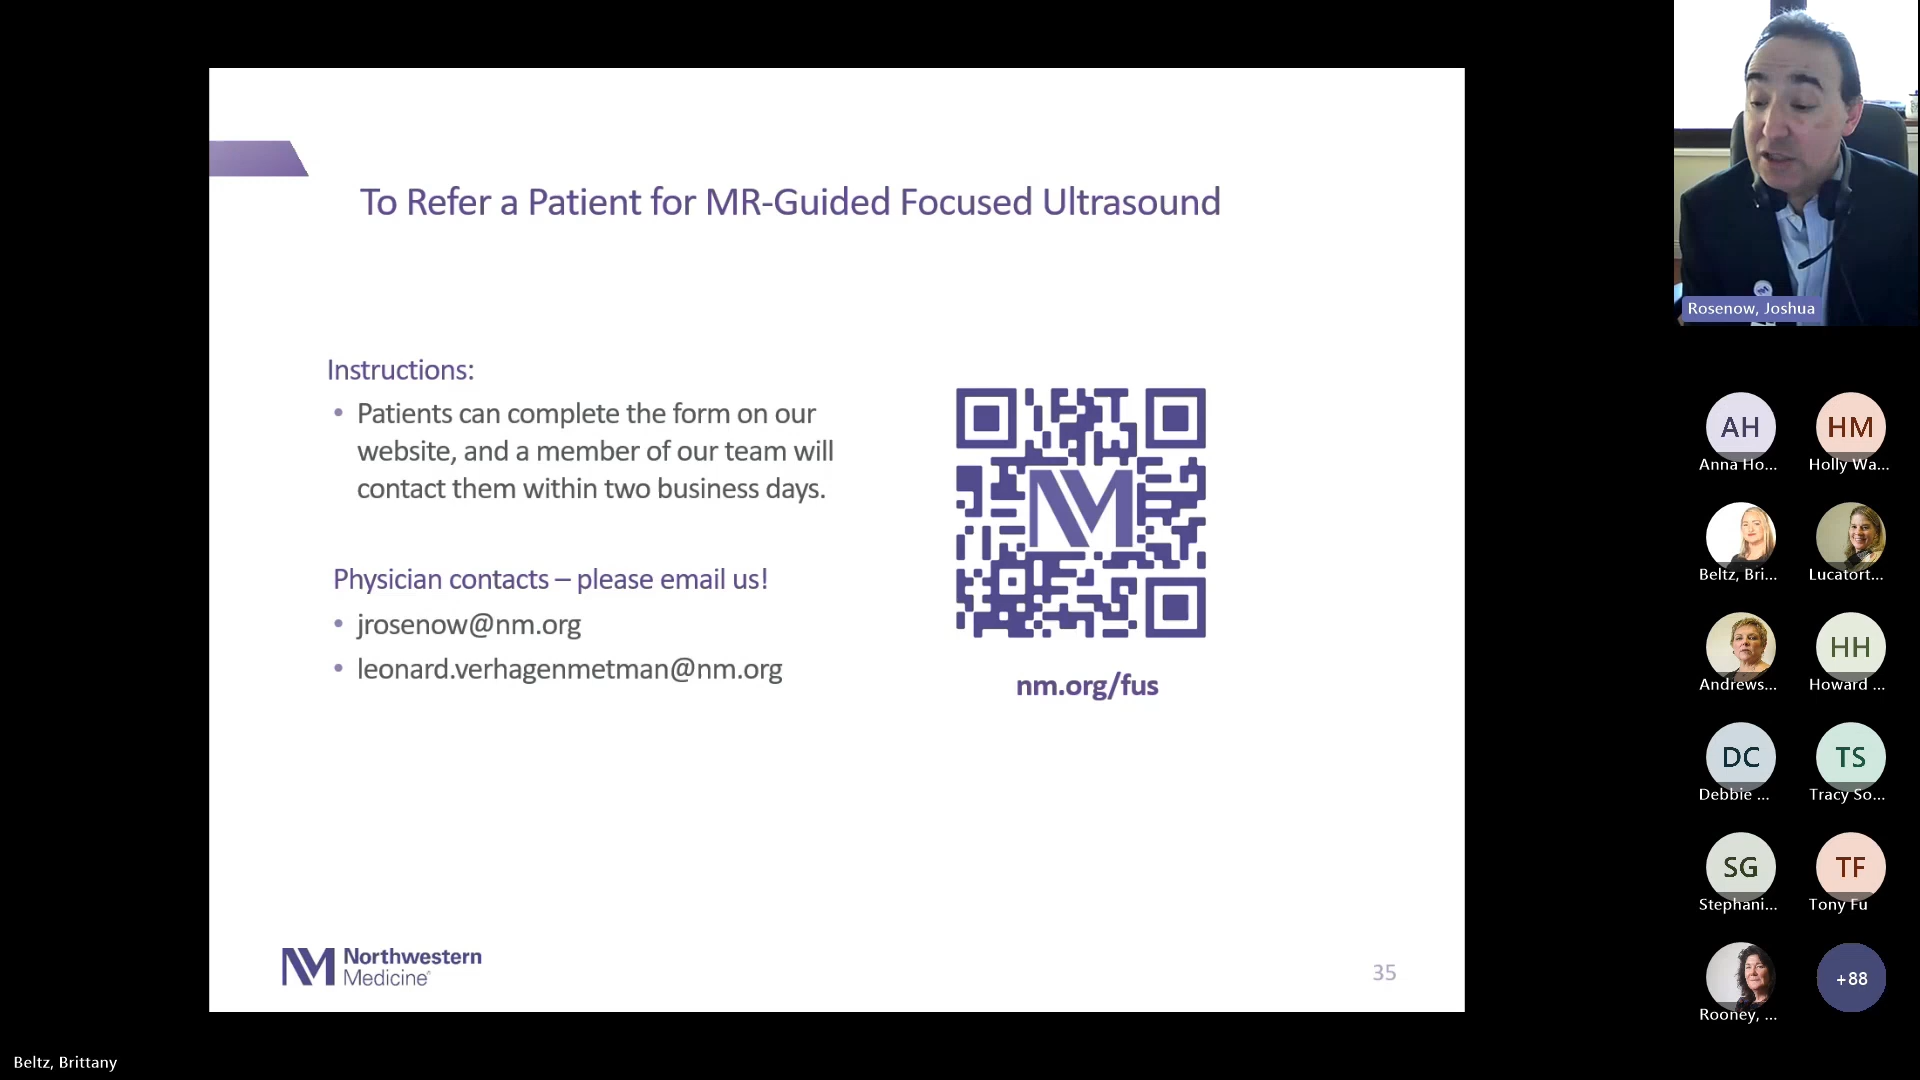 To Refer a Patient for MR-Guided Focused Ultrasound
Instructions:
• Patients can complete the form on our
website, and a member of our team will
contact them within two business days.
Physician contacts – please email us!
• jrosenow@nm.org
• leonard.verhagenmetman@nm.org
NM
nm.org/fus
NM Northwestern
Medicine
35
Rosenow, Joshua
AH
Anna Ho...
HM
Holly Wa...
Beltz, Bri...
Lucatort...
Andrews...
HH
Howard ...
DC
Debbie ...
TS
Tracy So...
SG
Stephani...
TF
Tony Fu
Rooney, ...
+88
Beltz, Brittany